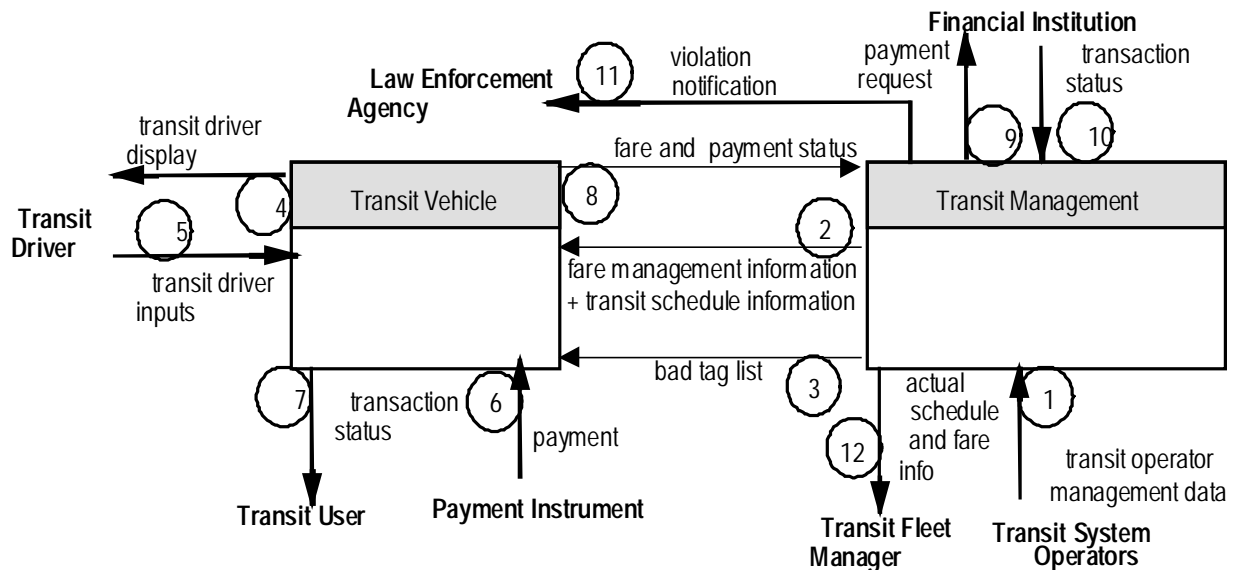 Financial Institution
Law Enforcement
Agency
11
violation
notification
payment
request
transaction
status
9
10
transit driver
display
fare and payment status
Transit Vehicle
Transit Management
4
8
2
Transit
Driver
5
transit driver
inputs
fare management information
+ transit schedule information
bad tag list
3
7
transaction
status
6
payment
12
actual
schedule
and fare
info
1
transit operator
management data
Transit User
Payment Instrument
Transit Fleet
Manager
Transit System
Operators